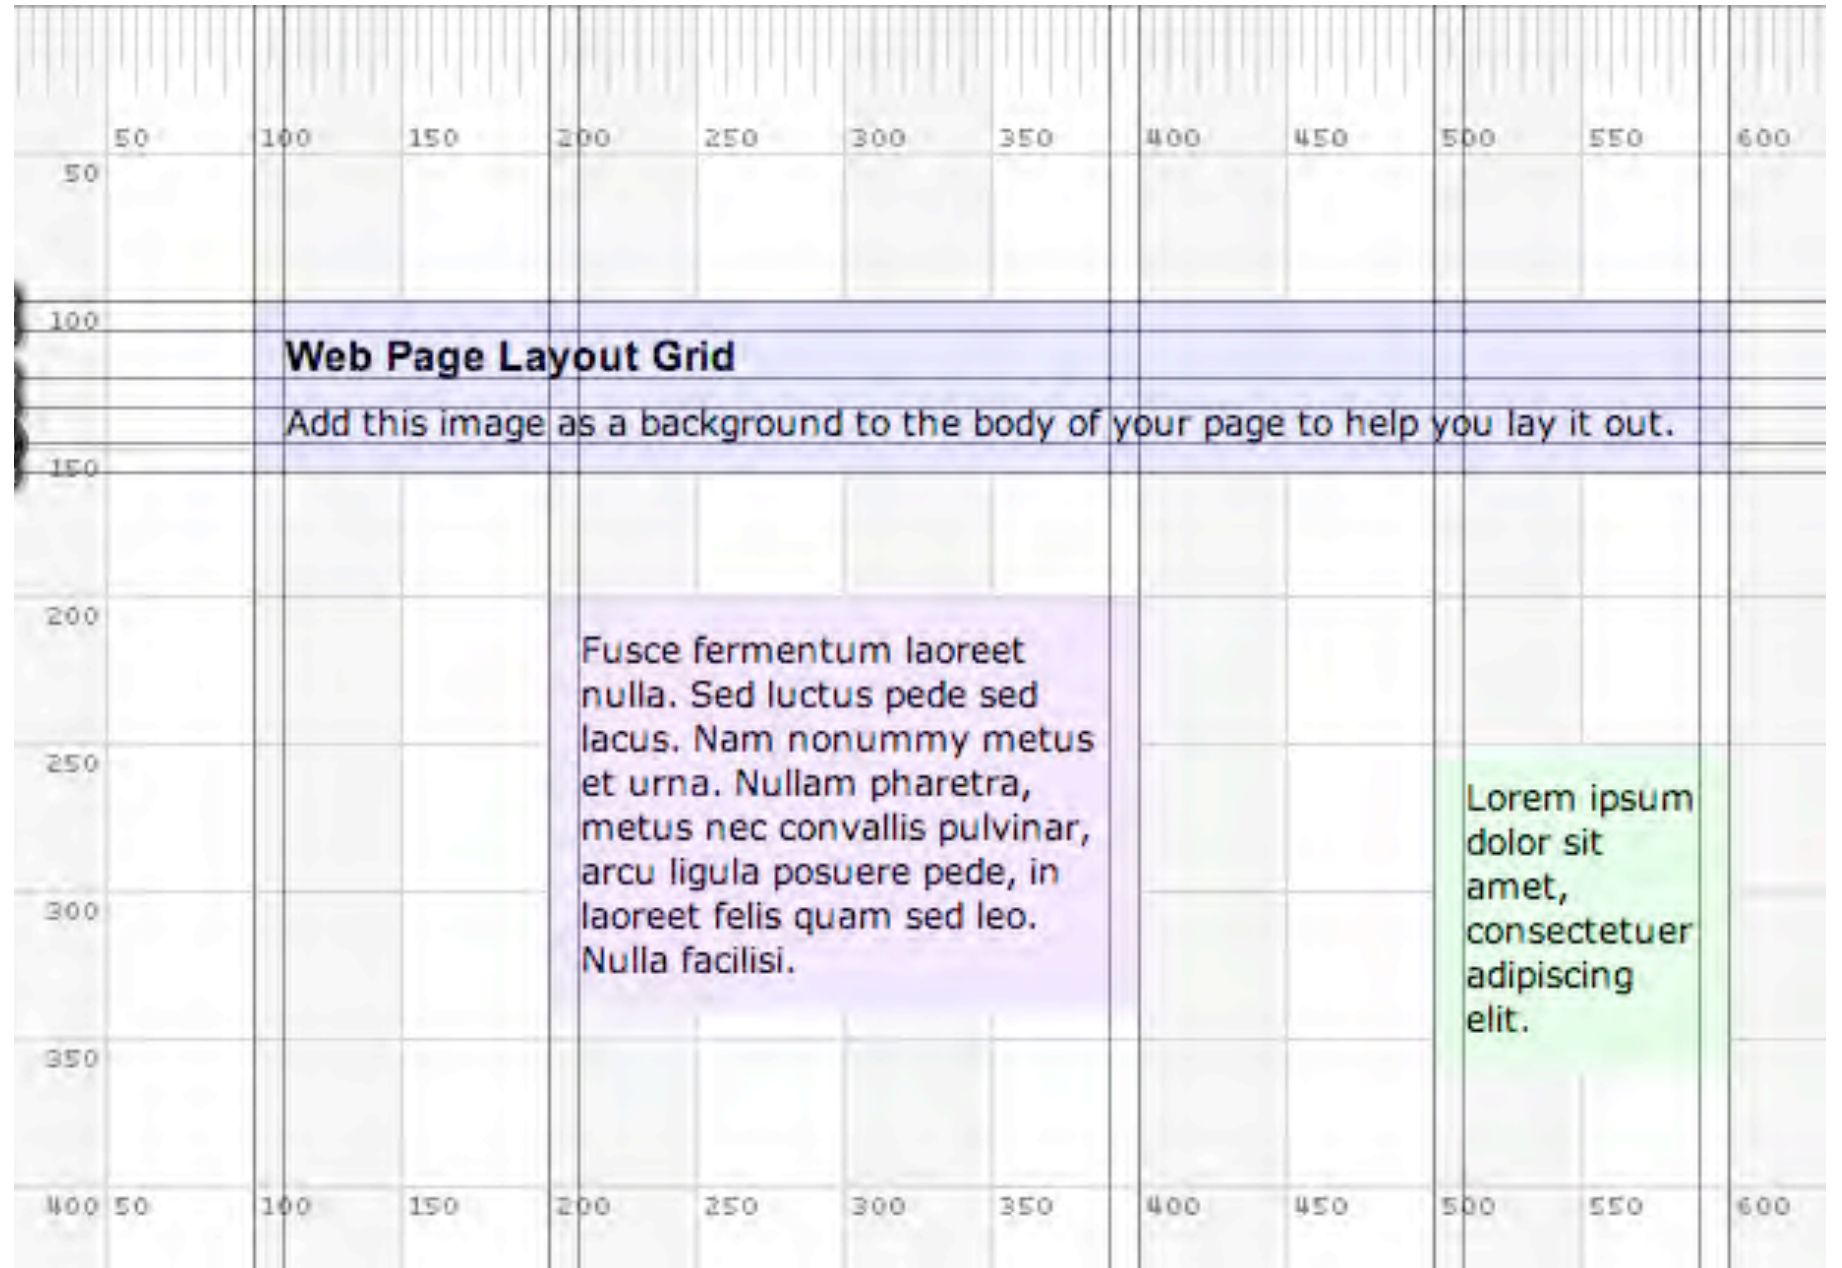 50 100 150 200 250 300 350 400 450 500 550 600
50
100
Web Page Layout Grid
Add this image as a background to the body of your page to help you lay it out.
150
200
Fusce fermentum laoreet
nulla. Sed luctus pede sed
lacus. Nam nonummy metus
et urna. Nullam pharetra,
metus nec convallis pulvinar,
arcu ligula posuere pede, in
laoreet felis quam sed leo.
Nulla facilisi.
250
Lorem ipsum
dolor sit
amet,
consectetuer
adipiscing
elit.
300
350
400 50 100 150 200 250 300 350 400 450 500 550 600